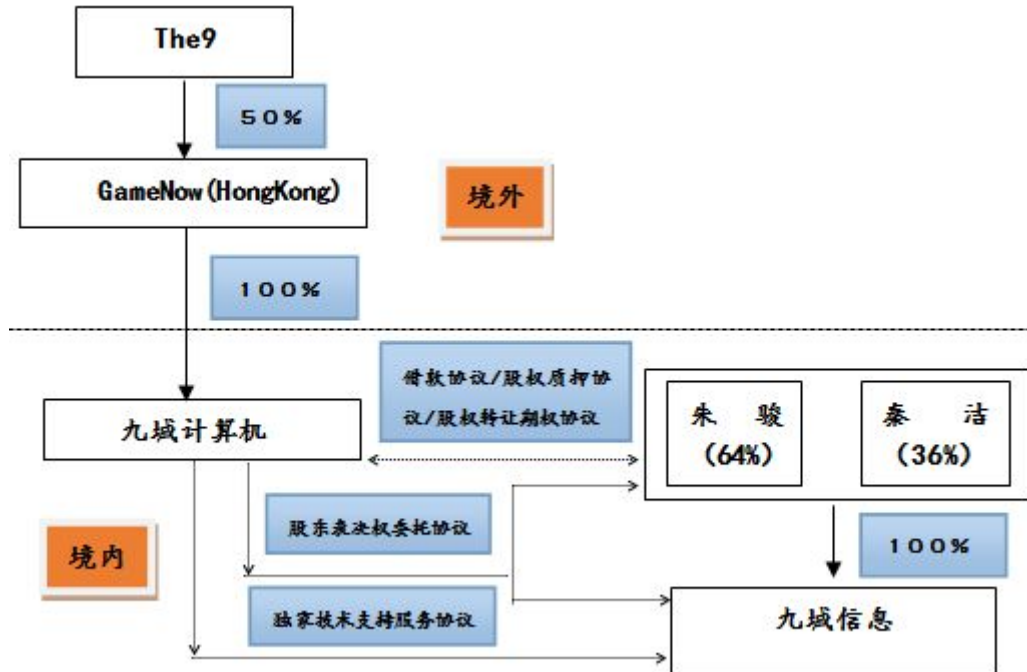 The9
50%
GameNow(HongKong)
境外
100%
借款协议/股权质押协
议/股权转让期权协议
九城计算机
朱 骏
(64%)
秦 洁
(36%)
股东表决权委托协议
境内
100%
独家技术支持服务协议
九城信息